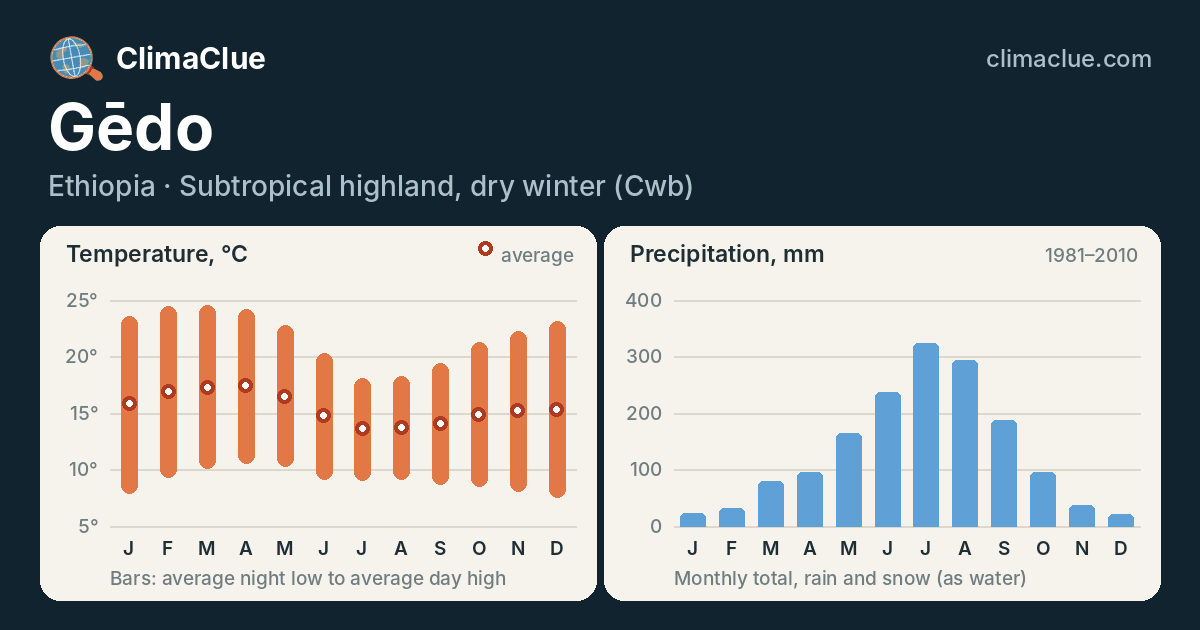 ClimaClue
climaclue.com
Gēdo
Ethiopia · Subtropical highland, dry winter (Cwb)
Temperature, °C
average
25°
20°
15°
10°
5°
J F M A M J J A S O N D
Bars: average night low to average day high
Precipitation, mm
1981–2010
400
300
200
100
0
J F M A M J J A S O N D
Monthly total, rain and snow (as water)